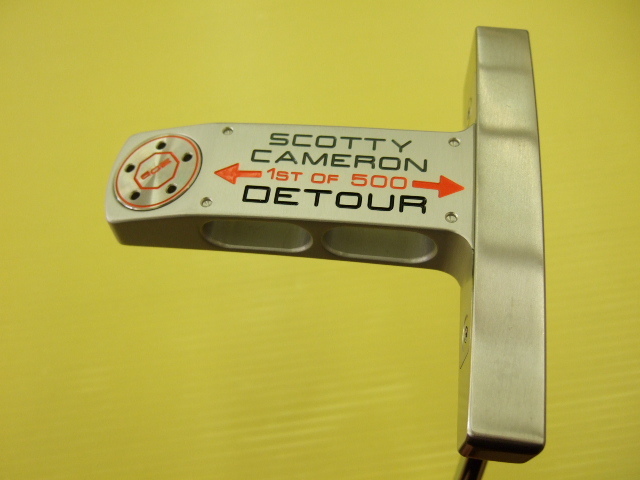 SCOTTY
CAMERON
1ST OF 500
DETOUR